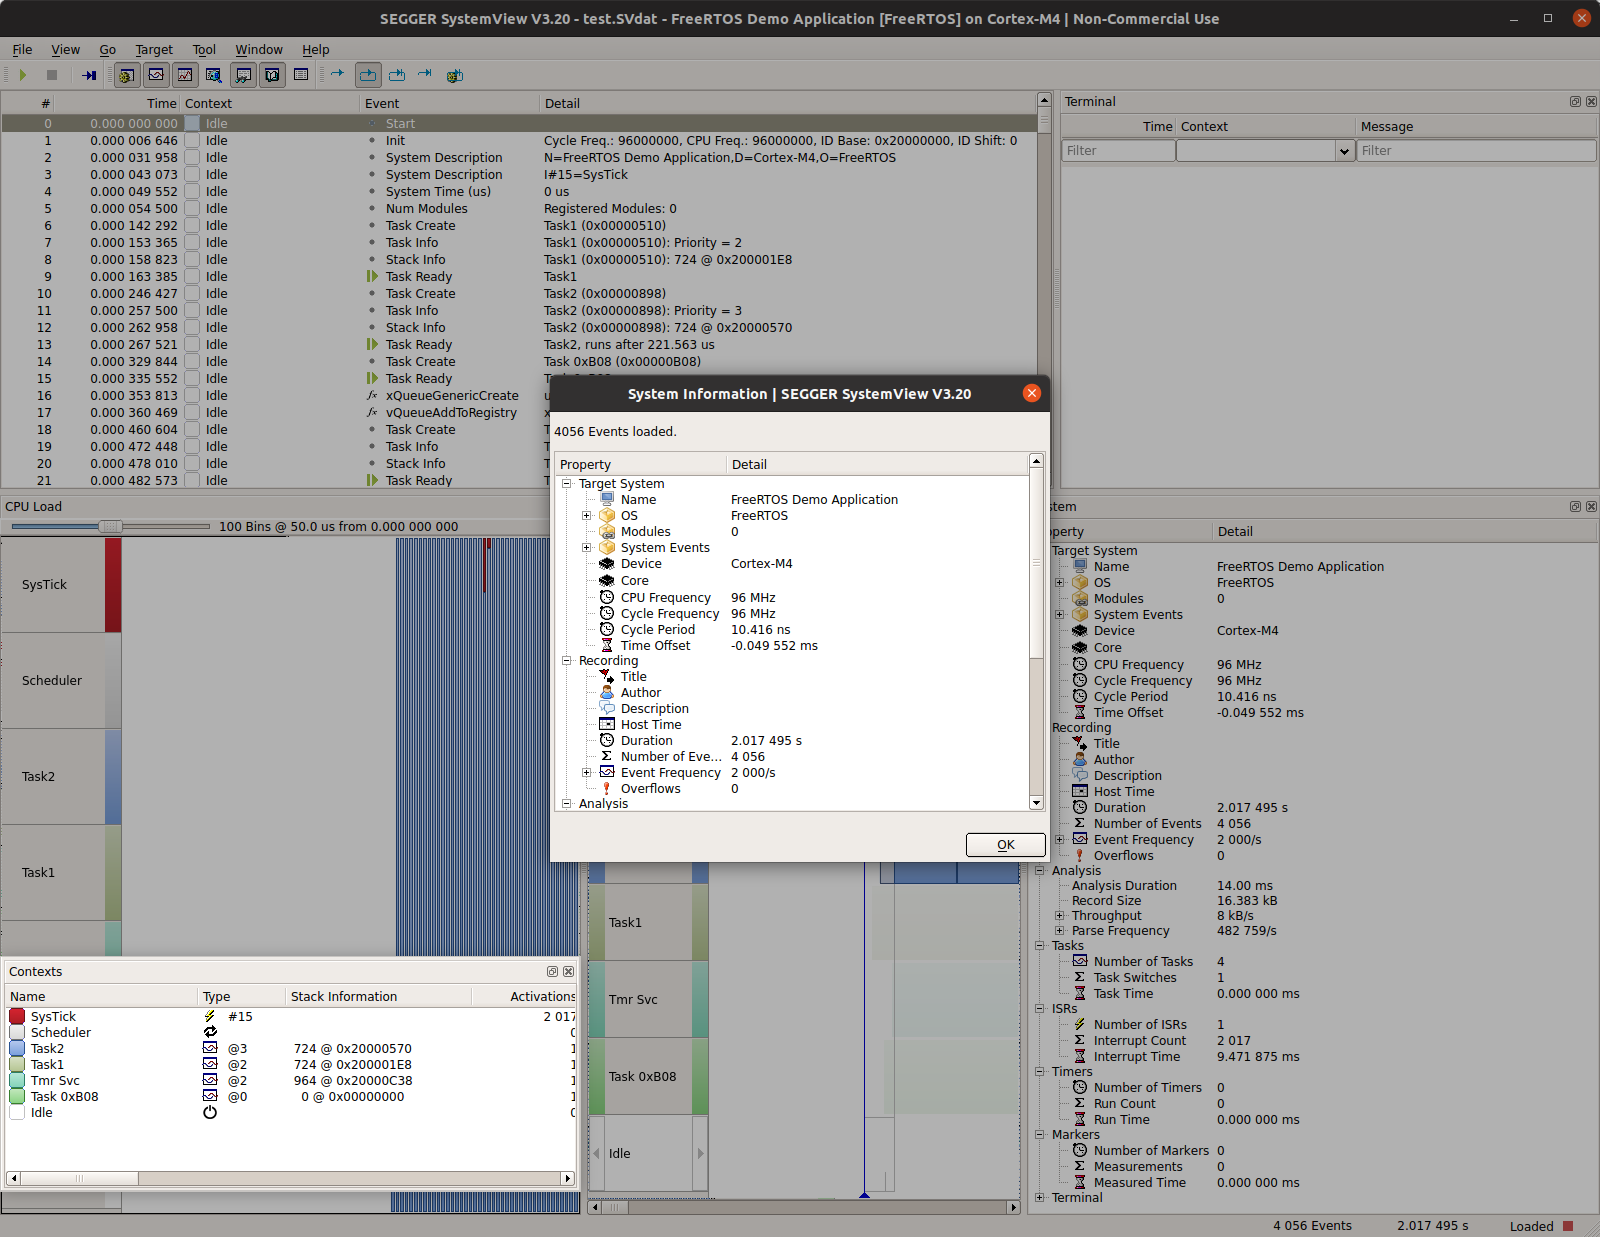 SEGGER SystemView V3.20 - test.SVdat - FreeRTOS Demo Application [FreeRTOS] on Cortex-M4 | Non-Commercial Use
File View Go Target Tool Window Help
# Time Context Event Detail
0 0.000 000 000 Idle Start
1 0.000 006 646 Idle Init Cycle Freq.: 96000000, CPU Freq.: 96000000, ID Base: 0x20000000, ID Shift: 0
2 0.000 031 958 Idle System Description N=FreeRTOS Demo Application,D=Cortex-M4,O=FreeRTOS
3 0.000 043 073 Idle System Description I#15=SysTick
4 0.000 049 552 Idle System Time (us) 0 us
5 0.000 054 500 Idle Num Modules Registered Modules: 0
6 0.000 142 292 Idle Task Create Task1 (0x00000510)
7 0.000 153 365 Idle Task Info Task1 (0x00000510): Priority = 2
8 0.000 158 823 Idle Stack Info Task1 (0x00000510): 724 @ 0x200001E8
9 0.000 163 385 Idle Task Ready Task1
10 0.000 246 427 Idle Task Create Task2 (0x00000898)
11 0.000 257 500 Idle Task Info Task2 (0x00000898): Priority = 3
12 0.000 262 958 Idle Stack Info Task2 (0x00000898): 724 @ 0x20000570
13 0.000 267 521 Idle Task Ready Task2, runs after 221.563 us
14 0.000 329 844 Idle Task Create Task 0xB08 (0x00000B08)
15 0.000 335 552 Idle Task Ready
16 0.000 353 813 Idle xQueueGenericCreate
17 0.000 360 469 Idle vQueueAddToRegistry
18 0.000 460 604 Idle Task Create
19 0.000 472 448 Idle Task Info
20 0.000 478 010 Idle Stack Info
21 0.000 482 573 Idle Task Ready
Terminal
Time Context Message
Filter Filter
CPU Load
100 Bins @ 50.0 us from 0.000 000 000
SysTick
Scheduler
Task2
Task1
System Information | SEGGER SystemView V3.20
4056 Events loaded.
Property Detail
Target System
Name FreeRTOS Demo Application
OS FreeRTOS
Modules 0
System Events
Device Cortex-M4
Core
CPU Frequency 96 MHz
Cycle Frequency 96 MHz
Cycle Period 10.416 ns
Time Offset -0.049 552 ms
Recording
Title
Author
Description
Host Time
Duration 2.017 495 s
Number of Eve... 4 056
Event Frequency 2 000/s
Overflows 0
Analysis
OK
Task1
Tmr Svc
Task 0xB08
Idle
Contexts
Name Type Stack Information Activations
SysTick #15 2 017
Scheduler
Task2 @3 724 @ 0x20000570 1
Task1 @2 724 @ 0x200001E8 1
Tmr Svc @2 964 @ 0x20000C38 1
Task 0xB08 @0 0 @ 0x00000000 1
Idle
stem
perty Detail
Target System
Name FreeRTOS Demo Application
OS FreeRTOS
Modules 0
System Events
Device Cortex-M4
Core
CPU Frequency 96 MHz
Cycle Frequency 96 MHz
Cycle Period 10.416 ns
Time Offset -0.049 552 ms
Recording
Title
Author
Description
Host Time
Duration 2.017 495 s
Number of Events 4 056
Event Frequency 2 000/s
Overflows 0
Analysis
Analysis Duration 14.00 ms
Record Size 16.383 kB
Throughput 8 kB/s
Parse Frequency 482 759/s
Tasks
Number of Tasks 4
Task Switches 1
Task Time 0.000 000 ms
ISRs
Number of ISRs 1
Interrupt Count 2 017
Interrupt Time 9.471 875 ms
Timers
Number of Timers 0
Run Count 0
Run Time 0.000 000 ms
Markers
Number of Markers 0
Measurements 0
Measured Time 0.000 000 ms
Terminal
4 056 Events 2.017 495 s Loaded